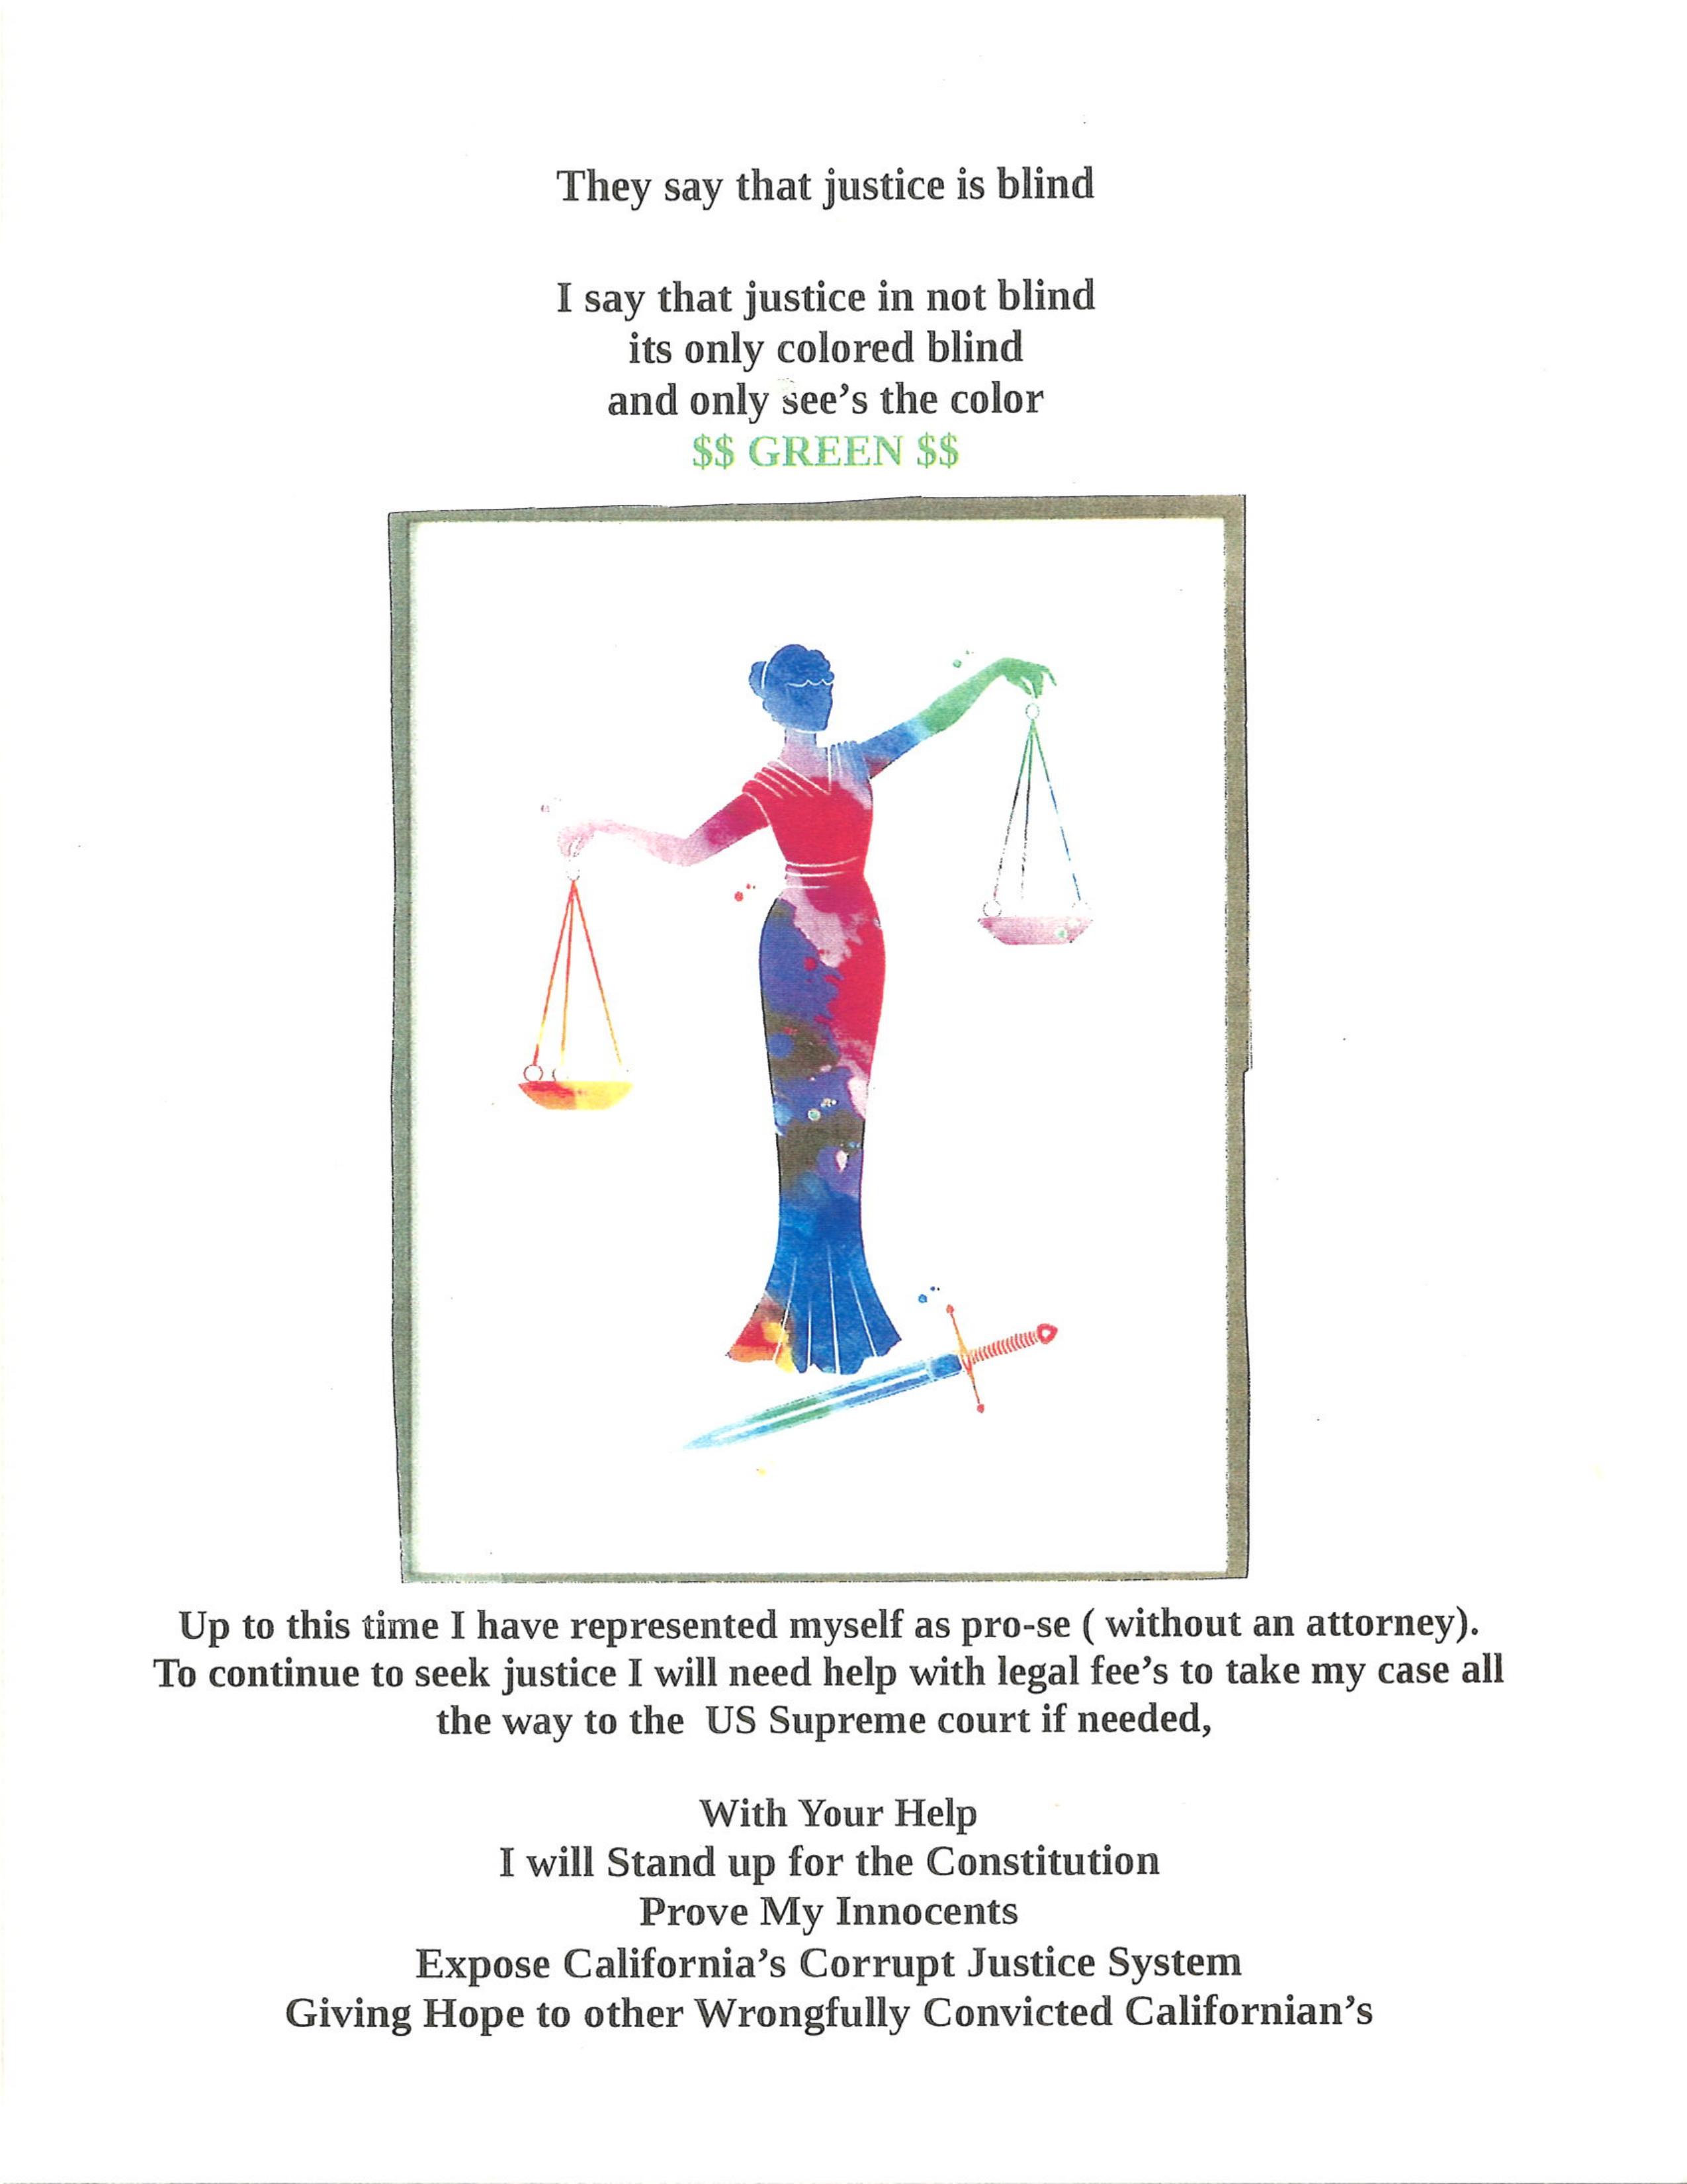 They say that justice is blind
I say that justice in not blind
its only colored blind
and only see's the color
$$ GREEN $$
Up to this time I have represented myself as pro-se ( without an attorney).
To continue to seek justice I will need help with legal fee's to take my case all
the way to the US Supreme court if needed,
With Your Help
I will Stand up for the Constitution
Prove My Innocents
Expose California's Corrupt Justice System
Giving Hope to other Wrongfully Convicted Californian's